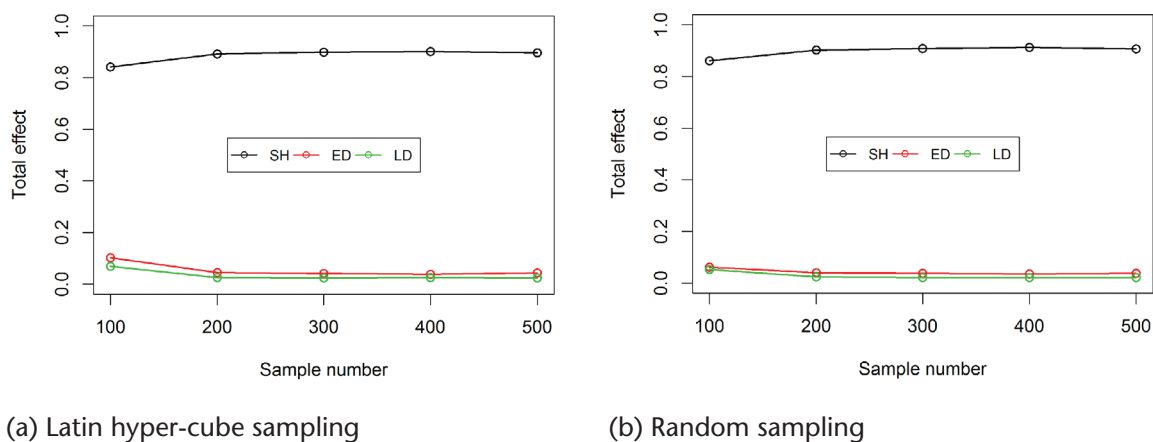 Total effect
1.0
0.8
0.6
0.4
0.2
0.0
SH ED LD
100 200 300 400 500
Sample number
(a) Latin hyper-cube sampling
Total effect
1.0
0.8
0.6
0.4
0.2
0.0
SH ED LD
100 200 300 400 500
Sample number
(b) Random sampling